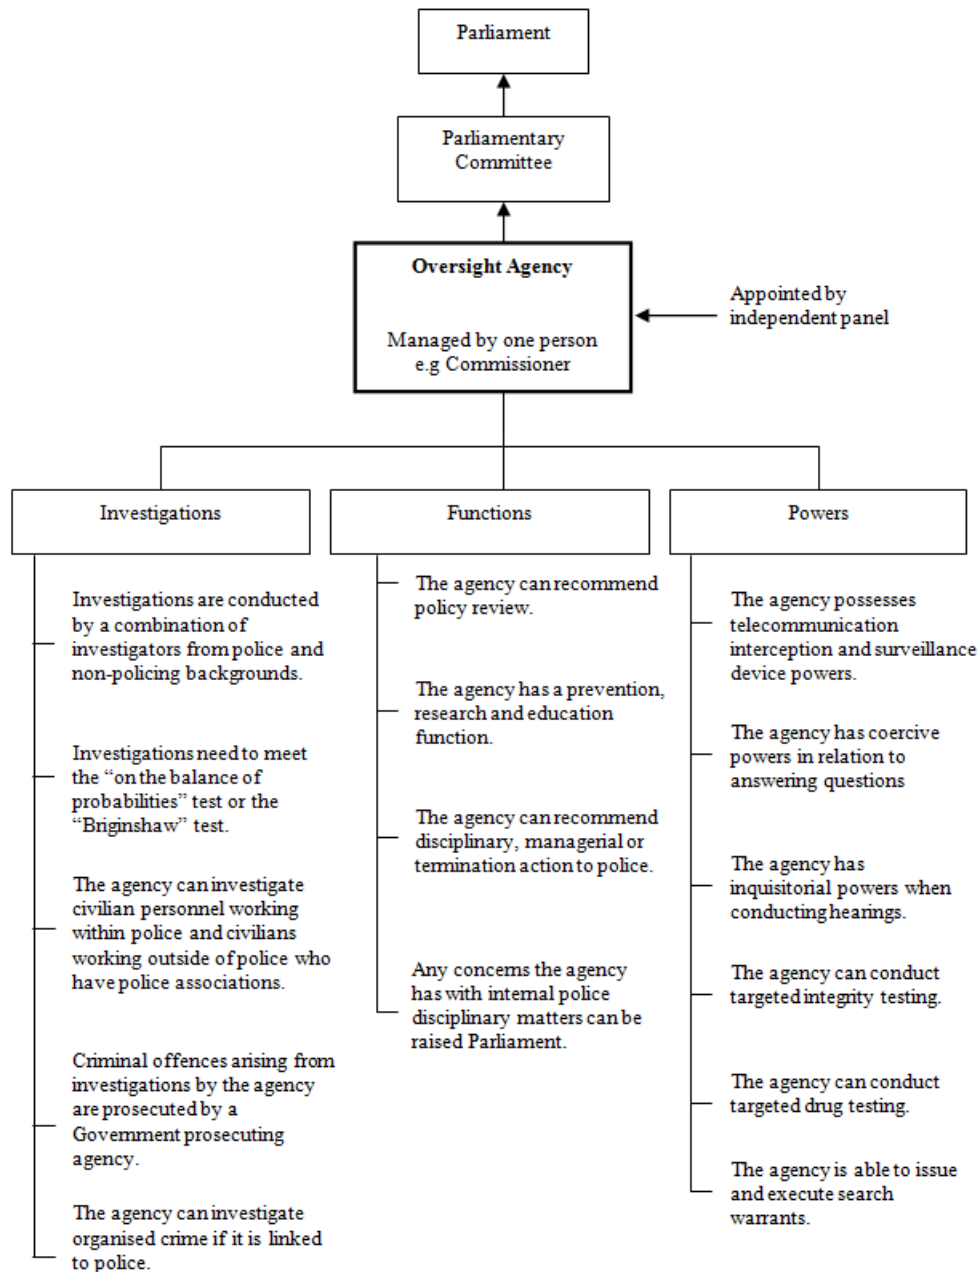 Parliament
Parliamentary
Committee
Oversight Agency
Managed by one person
e.g Commissioner
Appointed by
independent panel
Investigations
Investigations are conducted
by a combination of
investigators from police and
non-policing backgrounds.
Investigations need to meet
the “on the balance of
probabilities” test or the
“Briginshaw” test.
The agency can investigate
civilian personnel working
within police and civilians
working outside of police who
have police associations.
Criminal offences arising from
investigations by the agency
are prosecuted by a
Government prosecuting
agency.
The agency can investigate
organised crime if it is linked
to police.
Functions
The agency can recommend
policy review.
The agency has a prevention,
research and education
function.
The agency can recommend
disciplinary, managerial or
termination action to police.
Any concerns the agency
has with internal police
disciplinary matters can be
raised Parliament.
Powers
The agency possesses
telecommunication
interception and surveillance
device powers.
The agency has coercive
powers in relation to
answering questions
The agency has
inquisitorial powers when
conducting hearings.
The agency can conduct
targeted integrity testing.
The agency can conduct
targeted drug testing.
The agency is able to issue
and execute search
warrants.